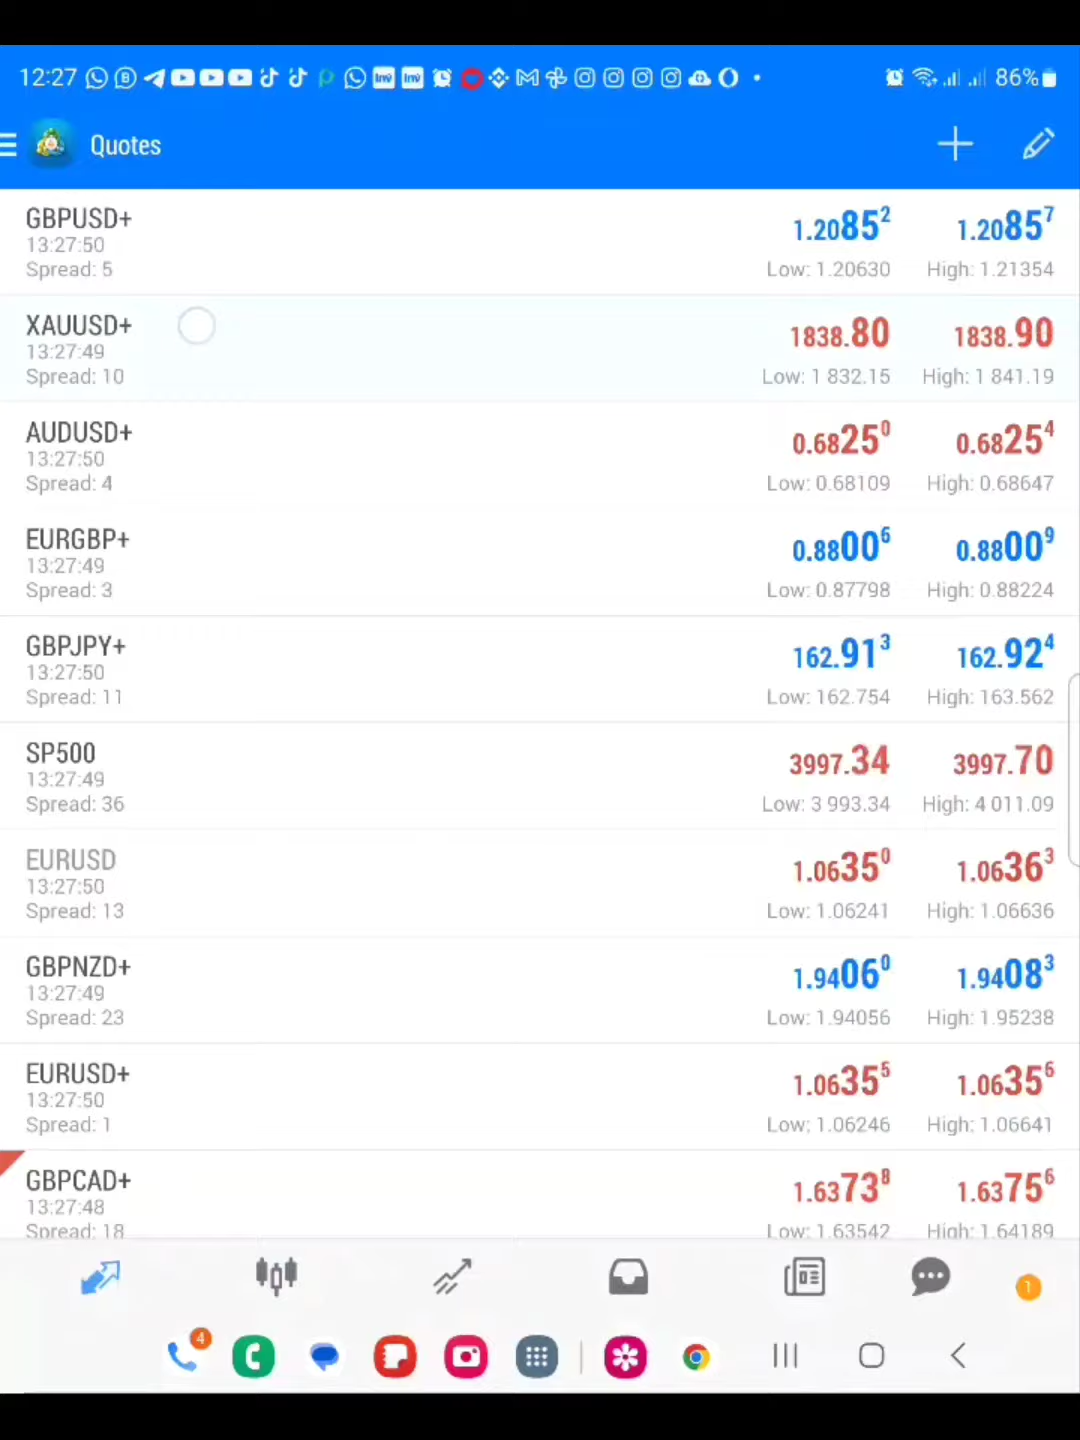 12:27 86%
Quotes
GBPUSD+
13:27:50
Spread: 5
1.20852 1.20857
Low: 1.20630 High: 1.21354
XAUUSD+
13:27:49
Spread: 10
1838.80 1838.90
Low: 1 832.15 High: 1 841.19
AUDUSD+
13:27:50
Spread: 4
0.68250 0.68254
Low: 0.68109 High: 0.68647
EURGBP+
13:27:49
Spread: 3
0.88006 0.88009
Low: 0.87798 High: 0.88224
GBPJPY+
13:27:50
Spread: 11
162.913 162.924
Low: 162.754 High: 163.562
SP500
13:27:49
Spread: 36
3997.34 3997.70
Low: 3 993.34 High: 4 011.09
EURUSD
13:27:50
Spread: 13
1.06350 1.06363
Low: 1.06241 High: 1.06636
GBPNZD+
13:27:49
Spread: 23
1.94060 1.94083
Low: 1.94056 High: 1.95238
EURUSD+
13:27:50
Spread: 1
1.06355 1.06356
Low: 1.06246 High: 1.06641
GBPCAD+
13:27:48
Spread: 18
1.63738 1.63756
Low: 1.63542 High: 1.64189
1
4